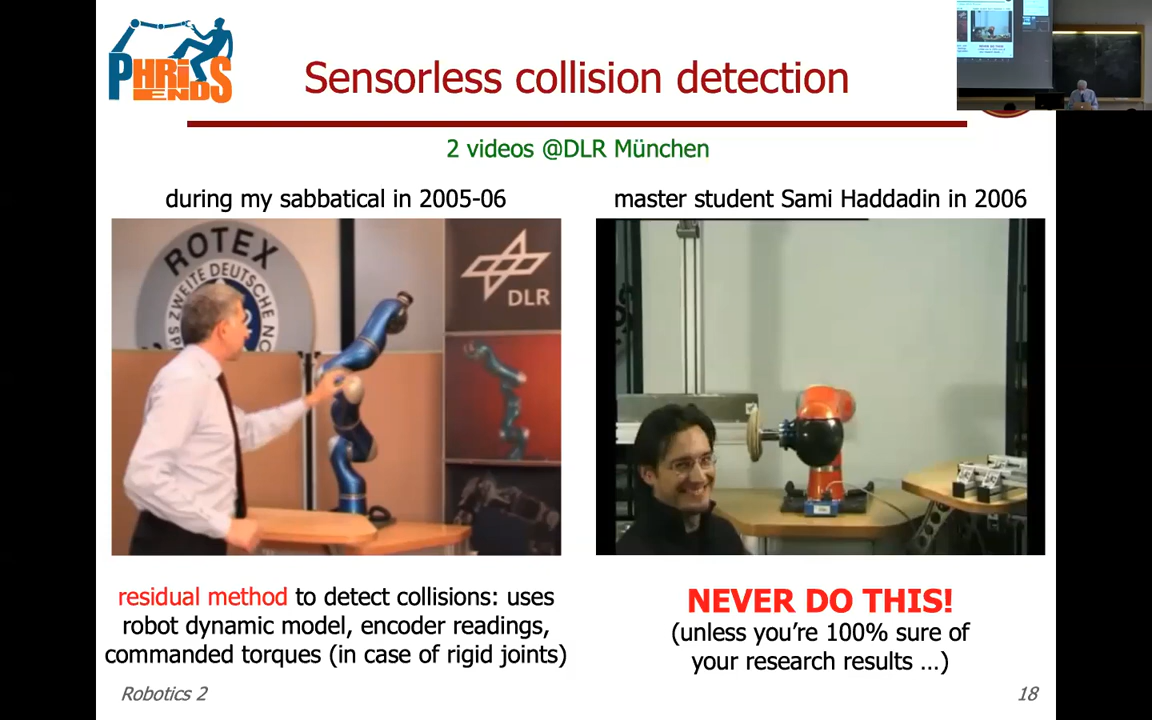 PHRIENDS
Sensorless collision detection
2 videos @DLR München
during my sabbatical in 2005-06
master student Sami Haddadin in 2006
ROTEX
ZWEITE DEUTSCHE
DLR
residual method to detect collisions: uses
robot dynamic model, encoder readings,
commanded torques (in case of rigid joints)
NEVER DO THIS!
(unless you're 100% sure of
your research results ...)
Robotics 2
18
NEVER DO THIS!